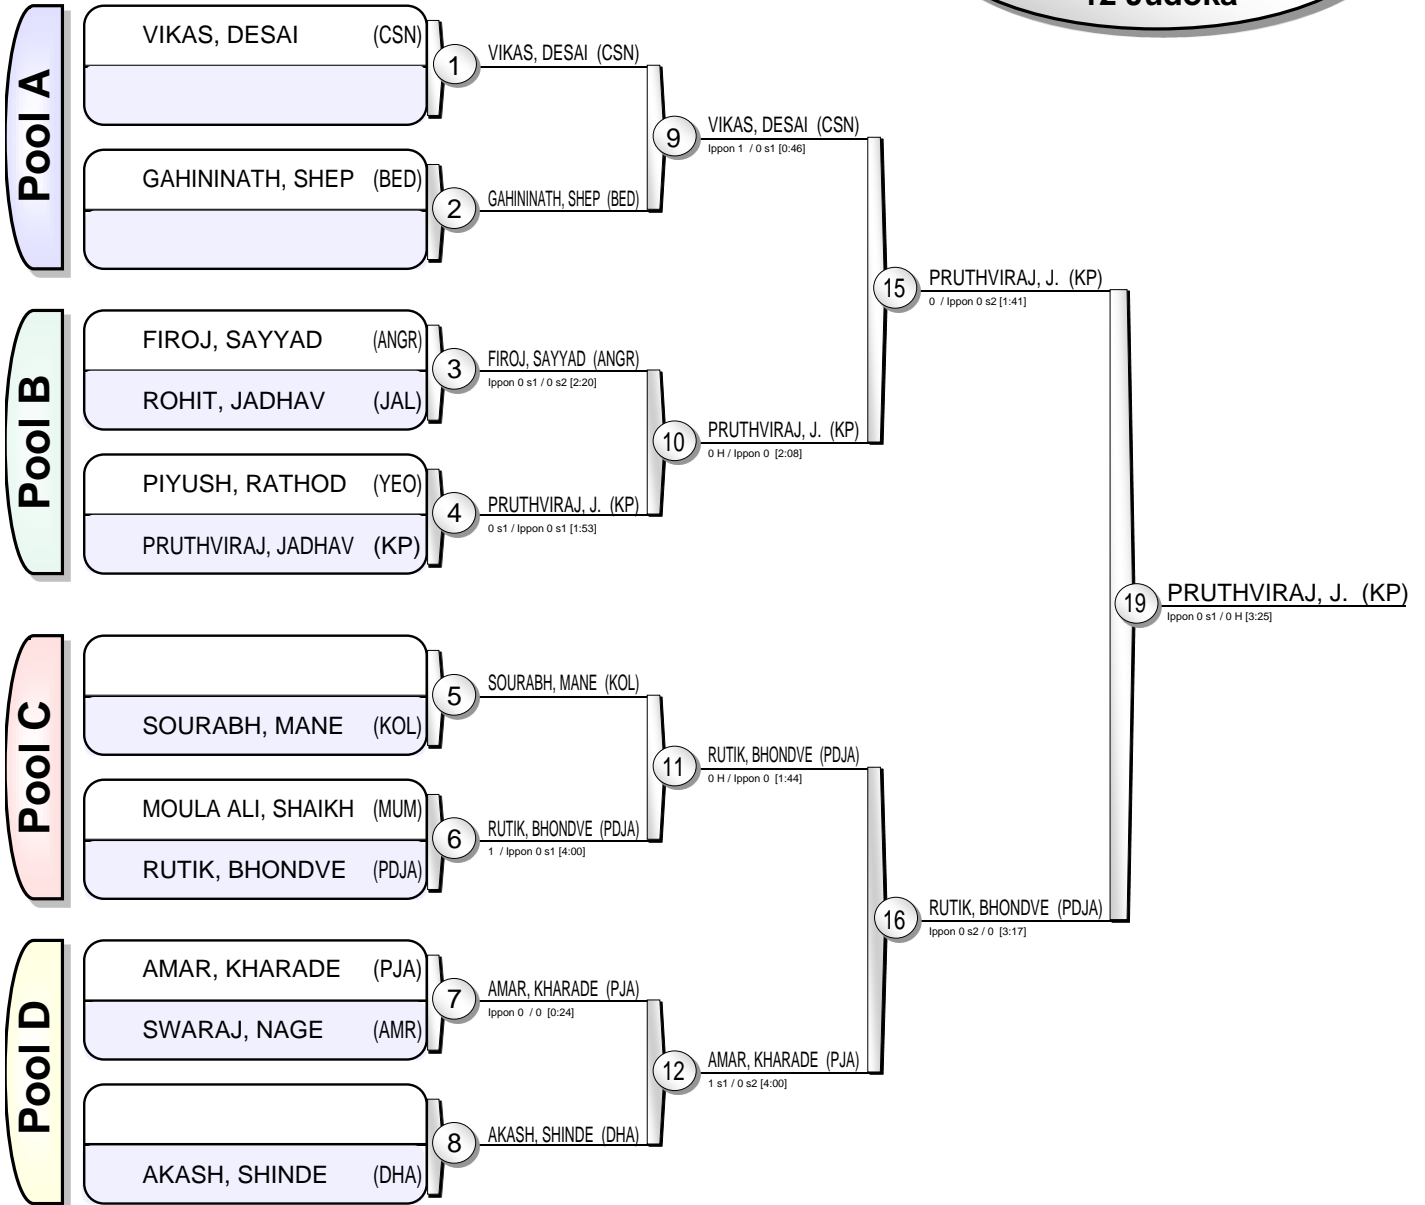 12 Judoka
Pool A
VIKAS, DESAI (CSN)
GAHININATH, SHEP (BED)
1
VIKAS, DESAI (CSN)
2
GAHININATH, SHEP (BED)
9
VIKAS, DESAI (CSN)
Ippon 1 / 0 s1 [0:46]
Pool B
FIROJ, SAYYAD (ANGR)
ROHIT, JADHAV (JAL)
PIYUSH, RATHOD (YEO)
PRUTHVIRAJ, JADHAV (KP)
3
FIROJ, SAYYAD (ANGR)
Ippon 0 s1 / 0 s2 [2:20]
4
PRUTHVIRAJ, J. (KP)
0 s1 / Ippon 0 s1 [1:53]
10
PRUTHVIRAJ, J. (KP)
0 H / Ippon 0 [2:08]
15
PRUTHVIRAJ, J. (KP)
0 / Ippon 0 s2 [1:41]
Pool C
SOURABH, MANE (KOL)
MOULA ALI, SHAIKH (MUM)
RUTIK, BHONDVE (PDJA)
5
SOURABH, MANE (KOL)
6
RUTIK, BHONDVE (PDJA)
1 / Ippon 0 s1 [4:00]
11
RUTIK, BHONDVE (PDJA)
0 H / Ippon 0 [1:44]
Pool D
AMAR, KHARADE (PJA)
SWARAJ, NAGE (AMR)
AKASH, SHINDE (DHA)
7
AMAR, KHARADE (PJA)
Ippon 0 / 0 [0:24]
8
AKASH, SHINDE (DHA)
12
AMAR, KHARADE (PJA)
1 s1 / 0 s2 [4:00]
16
RUTIK, BHONDVE (PDJA)
Ippon 0 s2 / 0 [3:17]
19
PRUTHVIRAJ, J. (KP)
Ippon 0 s1 / 0 H [3:25]